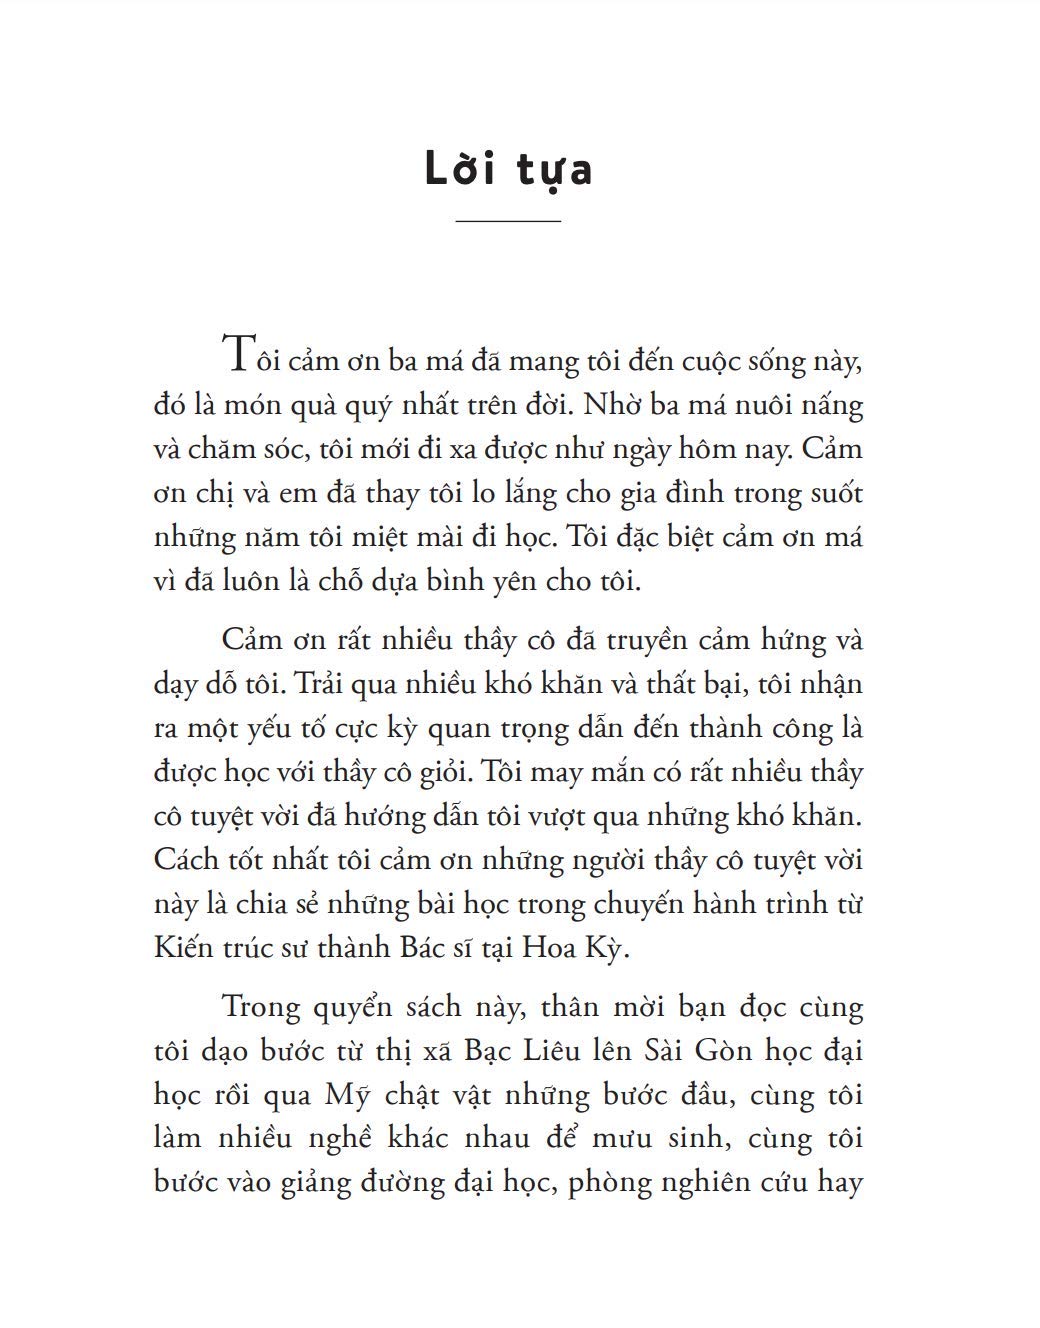 Lời tựa
Tôi cảm ơn ba má đã mang tôi đến cuộc sống này,
đó là món quà quý nhất trên đời. Nhờ ba má nuôi nấng
và chăm sóc, tôi mới đi xa được như ngày hôm nay. Cảm
ơn chị và em đã thay tôi lo lắng cho gia đình trong suốt
những năm tôi miệt mài đi học. Tôi đặc biệt cảm ơn má
vì đã luôn là chỗ dựa bình yên cho tôi.
Cảm ơn rất nhiều thầy cô đã truyền cảm hứng và
dạy dỗ tôi. Trải qua nhiều khó khăn và thất bại, tôi nhận
ra một yếu tố cực kỳ quan trọng dẫn đến thành công là
được học với thầy cô giỏi. Tôi may mắn có rất nhiều thầy
cô tuyệt vời đã hướng dẫn tôi vượt qua những khó khăn.
Cách tốt nhất tôi cảm ơn những người thầy cô tuyệt vời
này là chia sẻ những bài học trong chuyến hành trình từ
Kiến trúc sư thành Bác sĩ tại Hoa Kỳ.
Trong quyển sách này, thân mời bạn đọc cùng
tôi dạo bước từ thị xã Bạc Liêu lên Sài Gòn học đại
học rồi qua Mỹ chật vật những bước đầu, cùng tôi
làm nhiều nghề khác nhau để mưu sinh, cùng tôi
bước vào giảng đường đại học, phòng nghiên cứu hay